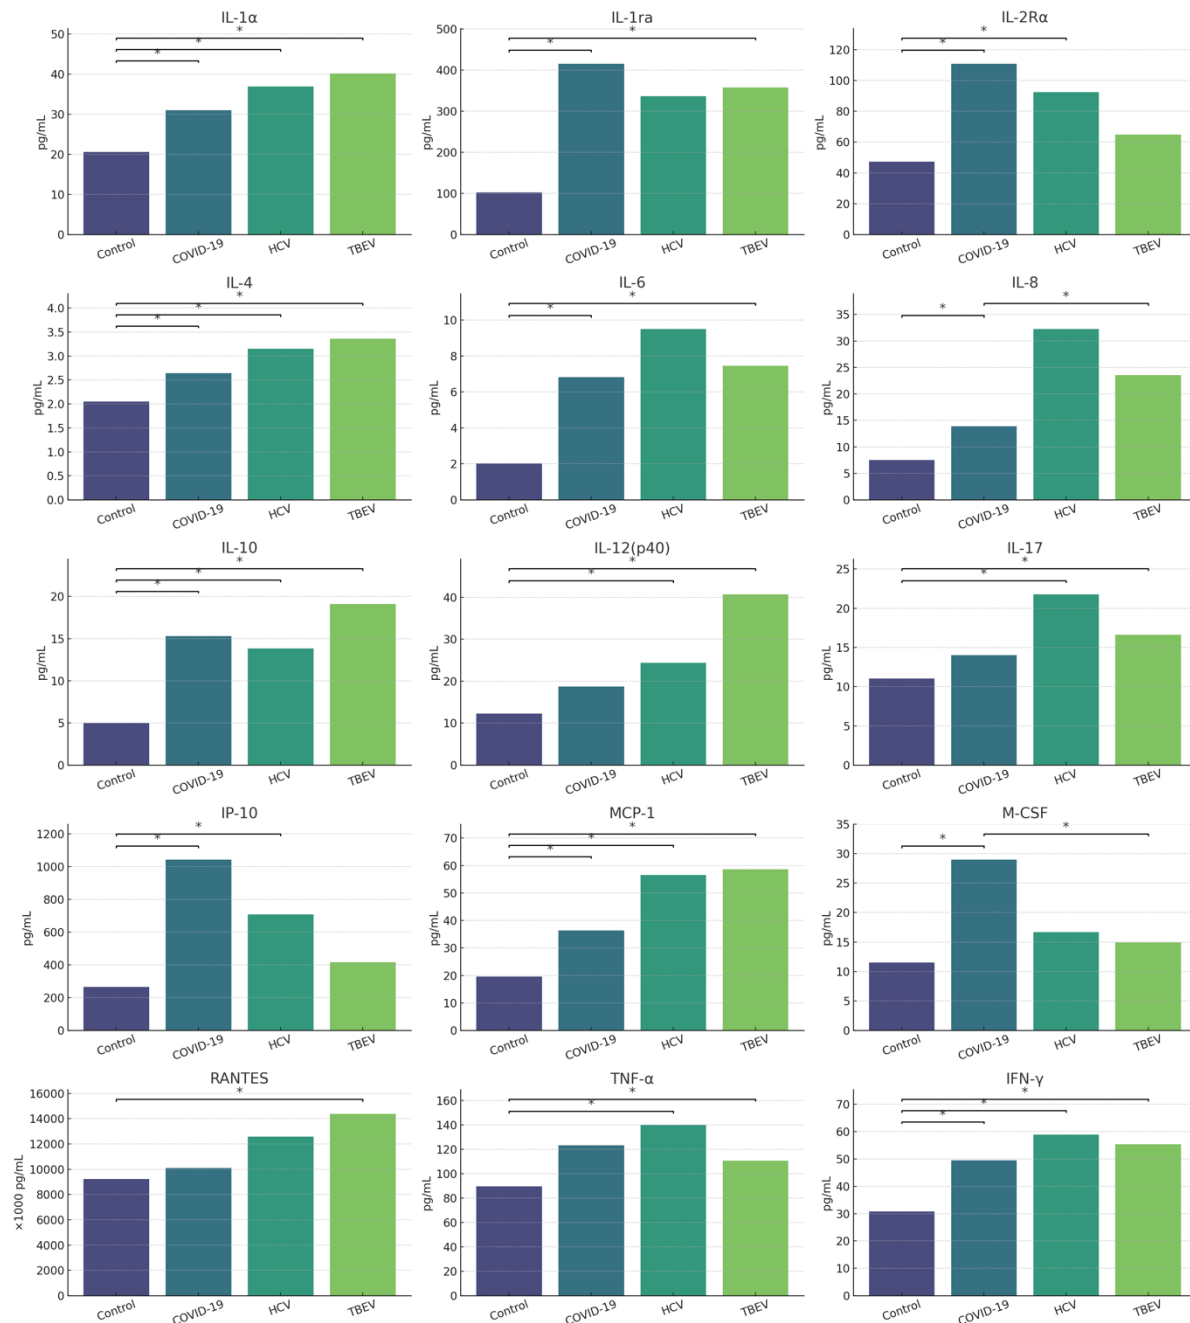 IL-1α
pg/mL
50
40
30
20
10
0
* * *
Control COVID-19 HCV TBEV
IL-1ra
pg/mL
500
400
300
200
100
0
* *
Control COVID-19 HCV TBEV
IL-2Rα
pg/mL
120
100
80
60
40
20
0
* *
Control COVID-19 HCV TBEV
IL-4
pg/mL
4.0
3.5
3.0
2.5
2.0
1.5
1.0
0.5
0.0
* * *
Control COVID-19 HCV TBEV
IL-6
pg/mL
10
8
6
4
2
0
* *
Control COVID-19 HCV TBEV
IL-8
pg/mL
35
30
25
20
15
10
5
0
* *
Control COVID-19 HCV TBEV
IL-10
pg/mL
20
15
10
5
0
* * *
Control COVID-19 HCV TBEV
IL-12(p40)
pg/mL
40
30
20
10
0
* *
Control COVID-19 HCV TBEV
IL-17
pg/mL
25
20
15
10
5
0
* *
Control COVID-19 HCV TBEV
IP-10
pg/mL
1200
1000
800
600
400
200
0
* *
Control COVID-19 HCV TBEV
MCP-1
pg/mL
70
60
50
40
30
20
10
0
* * *
Control COVID-19 HCV TBEV
M-CSF
pg/mL
35
30
25
20
15
10
5
0
* *
Control COVID-19 HCV TBEV
RANTES
×1000 pg/mL
16000
14000
12000
10000
8000
6000
4000
2000
0
*
Control COVID-19 HCV TBEV
TNF-α
pg/mL
160
140
120
100
80
60
40
20
0
* *
Control COVID-19 HCV TBEV
IFN-γ
pg/mL
70
60
50
40
30
20
10
0
* * *
Control COVID-19 HCV TBEV